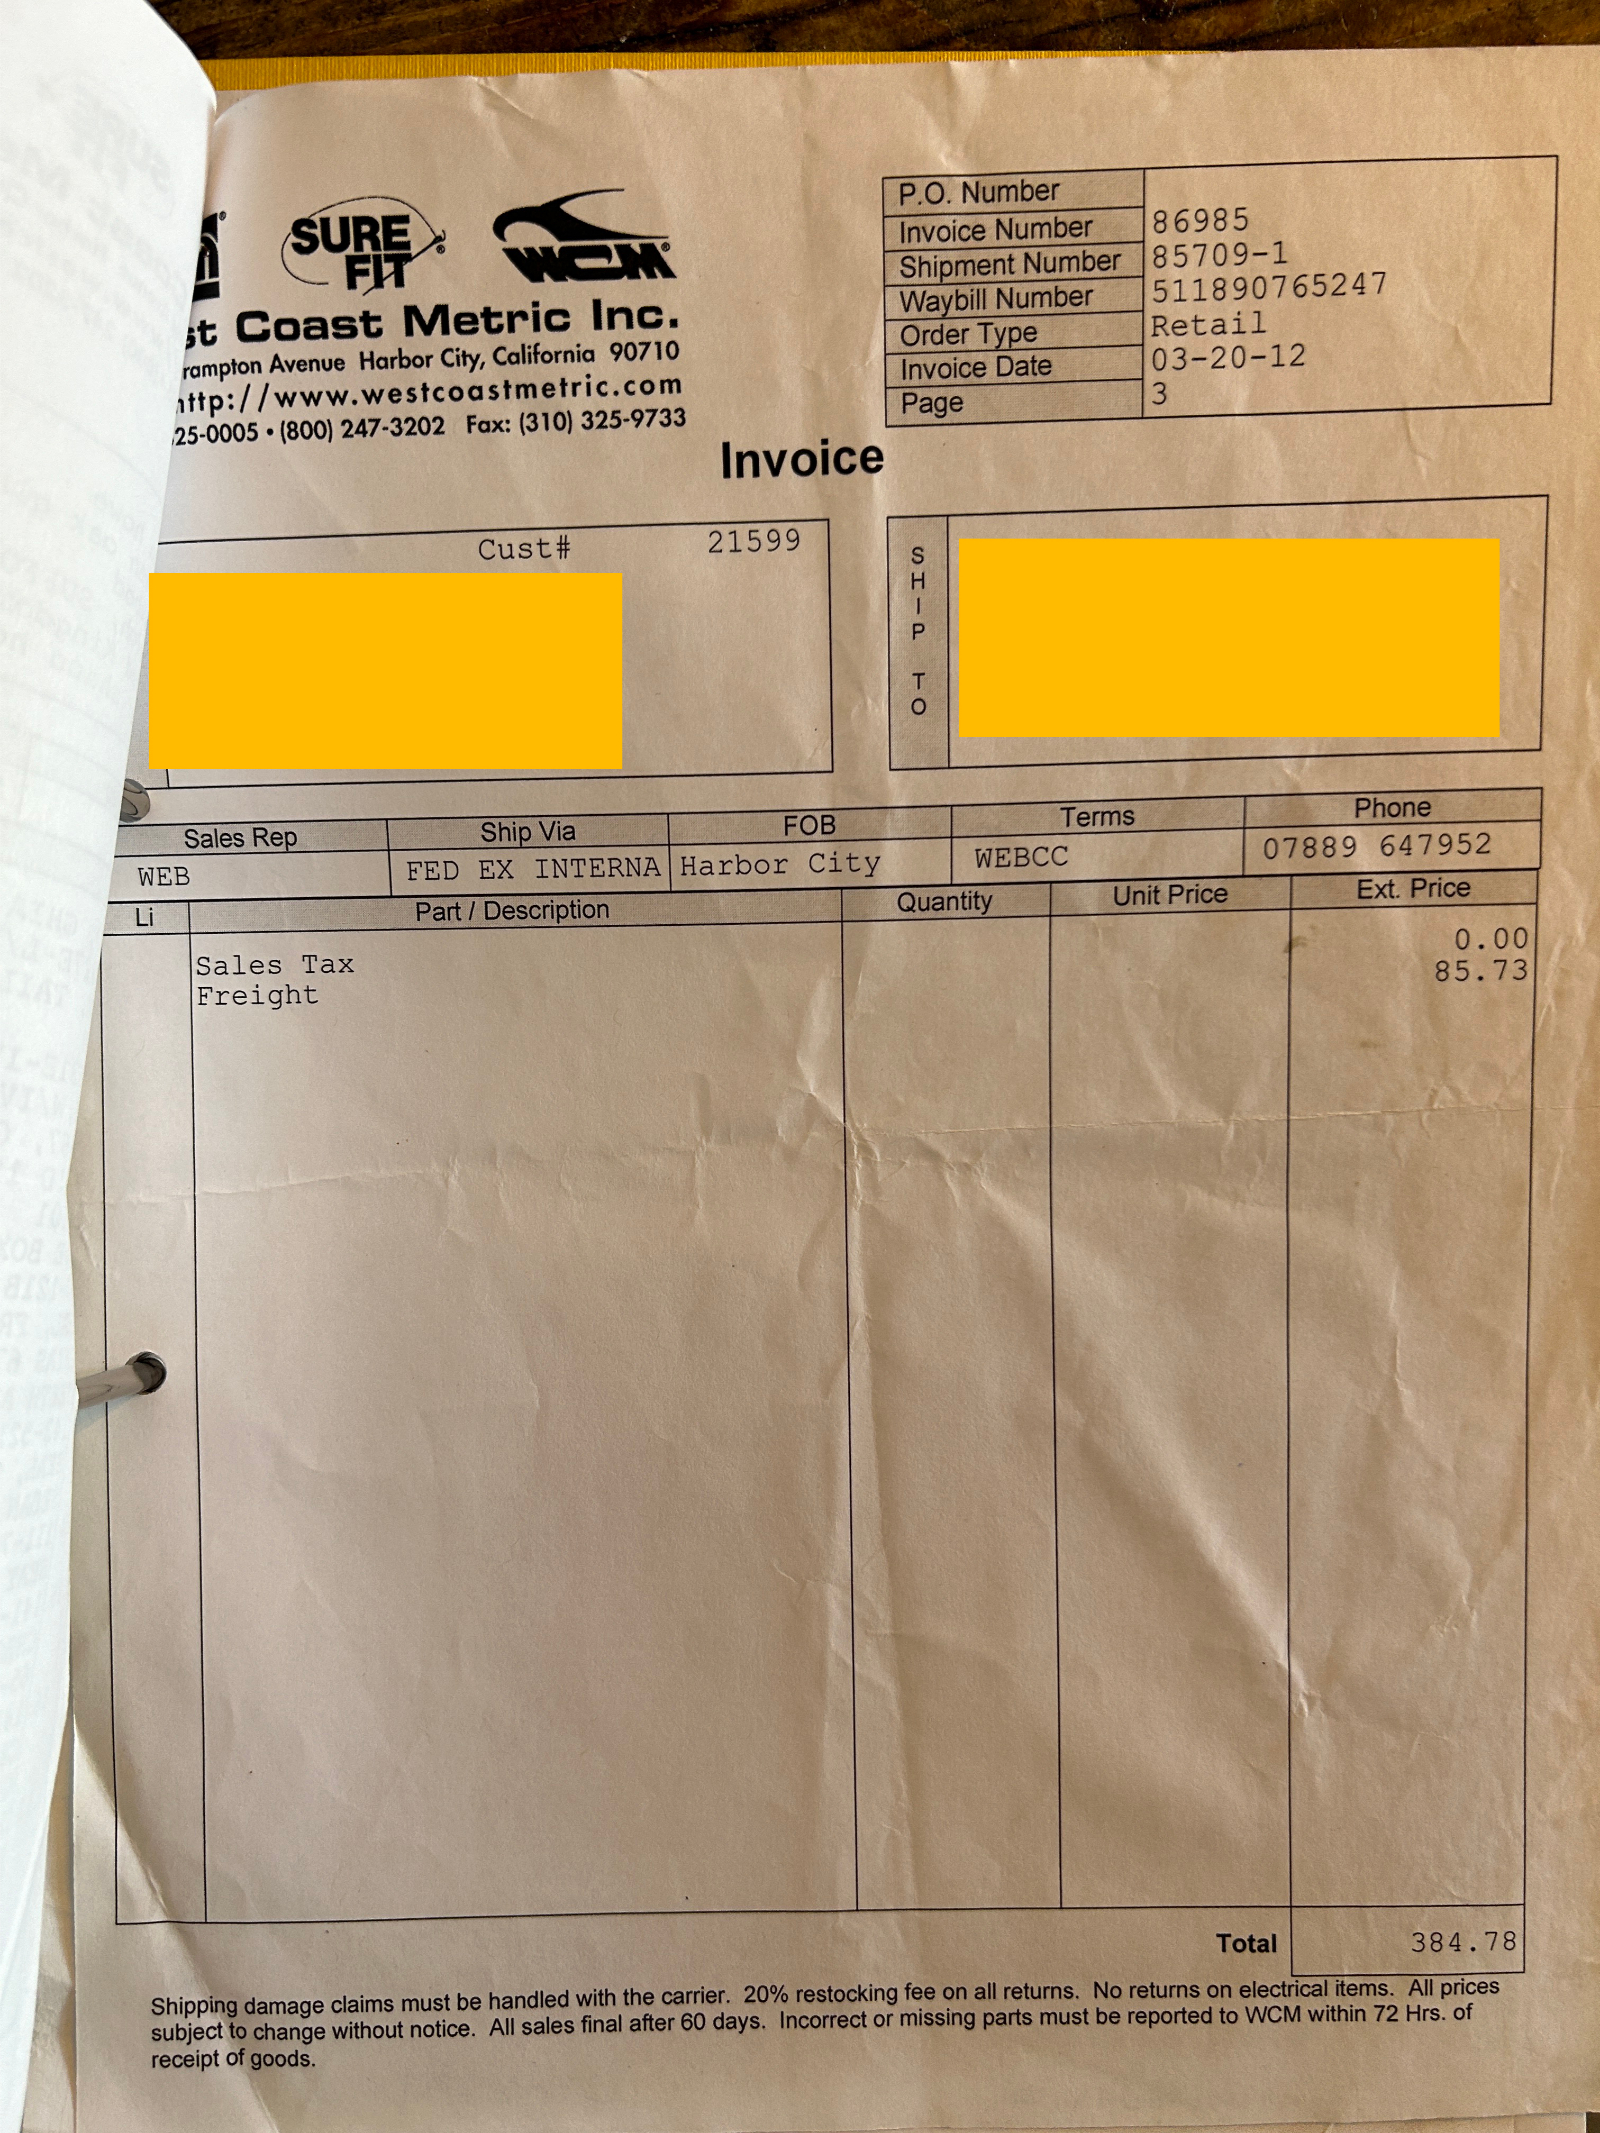 SURE
FIT®
WCM®
st Coast Metric Inc.
rampton Avenue Harbor City, California 90710
http://www.westcoastmetric.com
25-0005 • (800) 247-3202 Fax: (310) 325-9733
P.O. Number
Invoice Number 86985
Shipment Number 85709-1
Waybill Number 511890765247
Order Type Retail
Invoice Date 03-20-12
Page 3
Invoice
Cust# 21599
SHIP TO
Sales Rep Ship Via FOB Terms Phone
WEB FED EX INTERNA Harbor City WEBCC 07889 647952
Li Part / Description Quantity Unit Price Ext. Price
Sales Tax 0.00
Freight 85.73
Total 384.78
Shipping damage claims must be handled with the carrier. 20% restocking fee on all returns. No returns on electrical items. All prices
subject to change without notice. All sales final after 60 days. Incorrect or missing parts must be reported to WCM within 72 Hrs. of
receipt of goods.